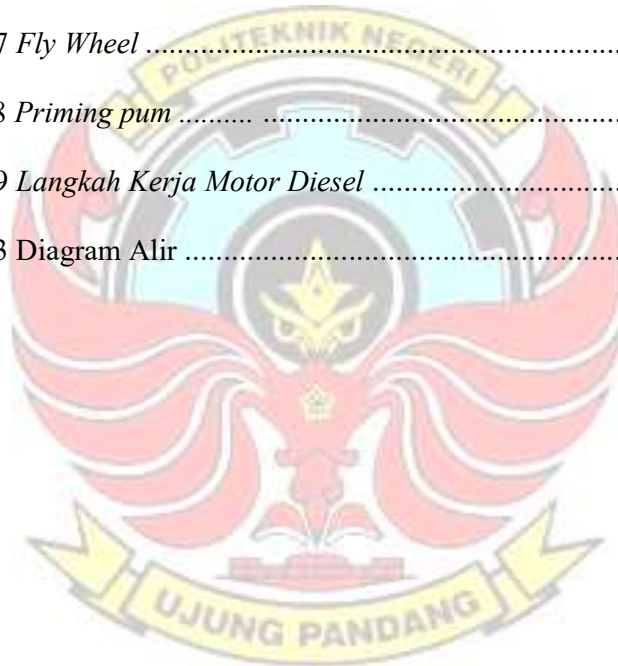 7 Fly Wheel ..........................................................
POLITEKNIK NEGERI
8 Priming pum .......... .............................................
9 Langkah Kerja Motor Diesel ...............................
3 Diagram Alir ......................................................
UJUNG PANDANG